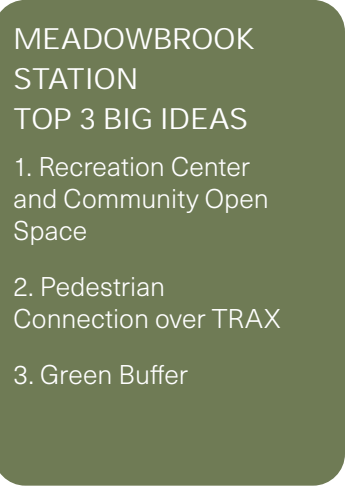 MEADOWBROOK
STATION
TOP 3 BIG IDEAS
1. Recreation Center
and Community Open
Space
2. Pedestrian
Connection over TRAX
3. Green Buffer